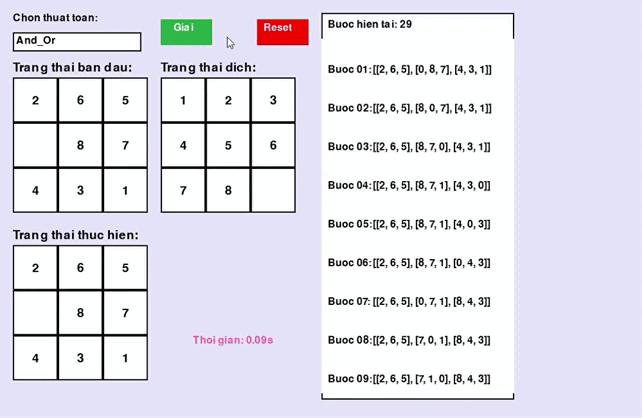 Chon thuat toan:
Giai
Reset
And_Or
Trang thai ban dau:
2 6 5
8 7
4 3 1
Trang thai dich:
1 2 3
4 5 6
7 8
Trang thai thuc hien:
2 6 5
8 7
4 3 1
Thoi gian: 0.09s
Buoc hien tai: 29
Buoc 01:[[2, 6, 5], [0, 8, 7], [4, 3, 1]]
Buoc 02:[[2, 6, 5], [8, 0, 7], [4, 3, 1]]
Buoc 03:[[2, 6, 5], [8, 7, 0], [4, 3, 1]]
Buoc 04:[[2, 6, 5], [8, 7, 1], [4, 3, 0]]
Buoc 05:[[2, 6, 5], [8, 7, 1], [4, 0, 3]]
Buoc 06:[[2, 6, 5], [8, 7, 1], [0, 4, 3]]
Buoc 07:[[2, 6, 5], [0, 7, 1], [8, 4, 3]]
Buoc 08:[[2, 6, 5], [7, 0, 1], [8, 4, 3]]
Buoc 09:[[2, 6, 5], [7, 1, 0], [8, 4, 3]]